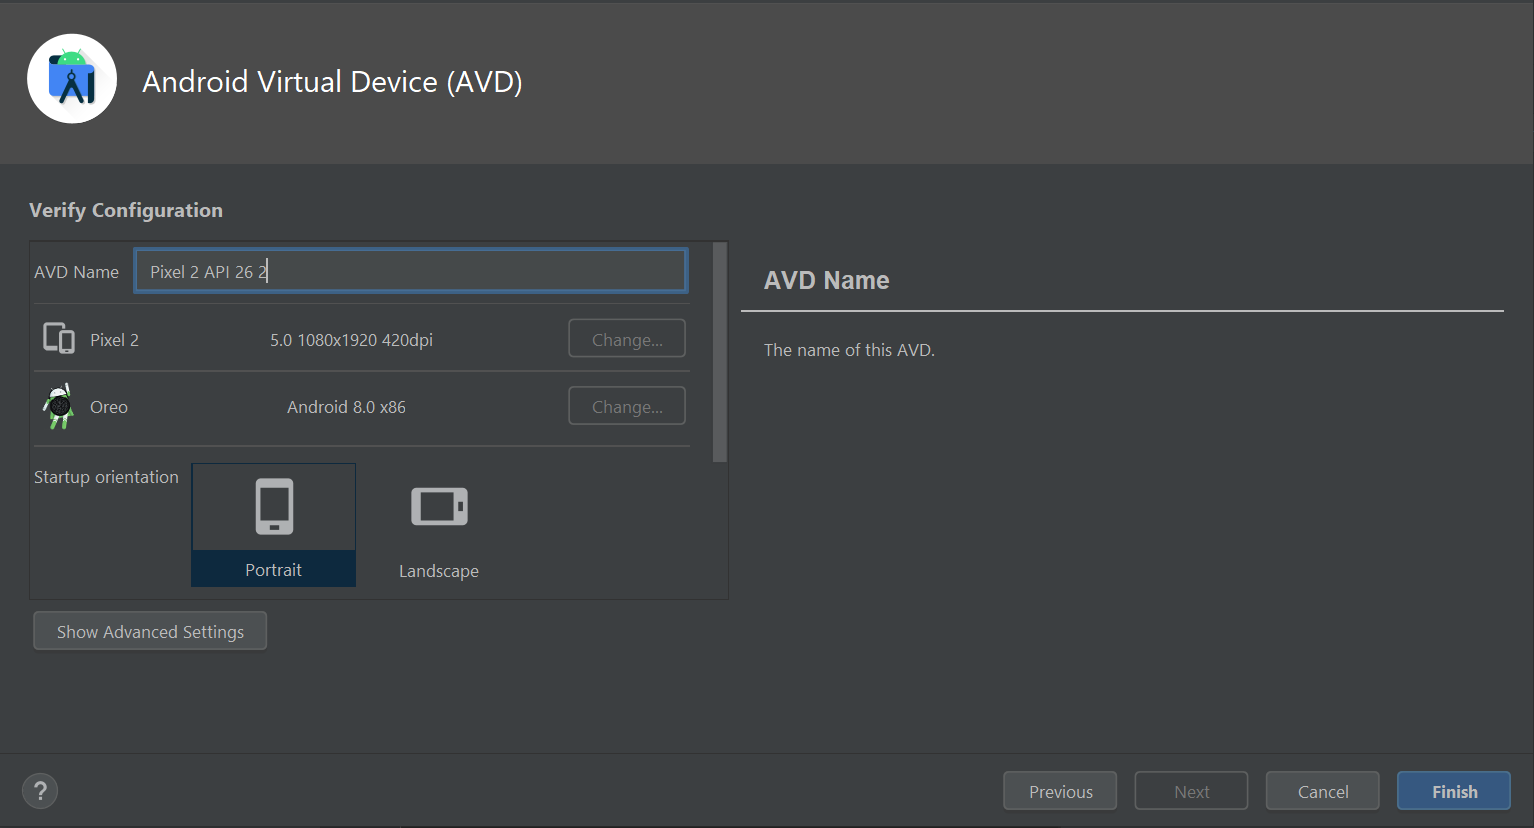 Android Virtual Device (AVD)
Verify Configuration
AVD Name Pixel 2 API 26 2
Pixel 2 5.0 1080x1920 420dpi Change...
Oreo Android 8.0 x86 Change...
Startup orientation
Portrait Landscape
Show Advanced Settings
AVD Name
The name of this AVD.
? Previous Next Cancel Finish